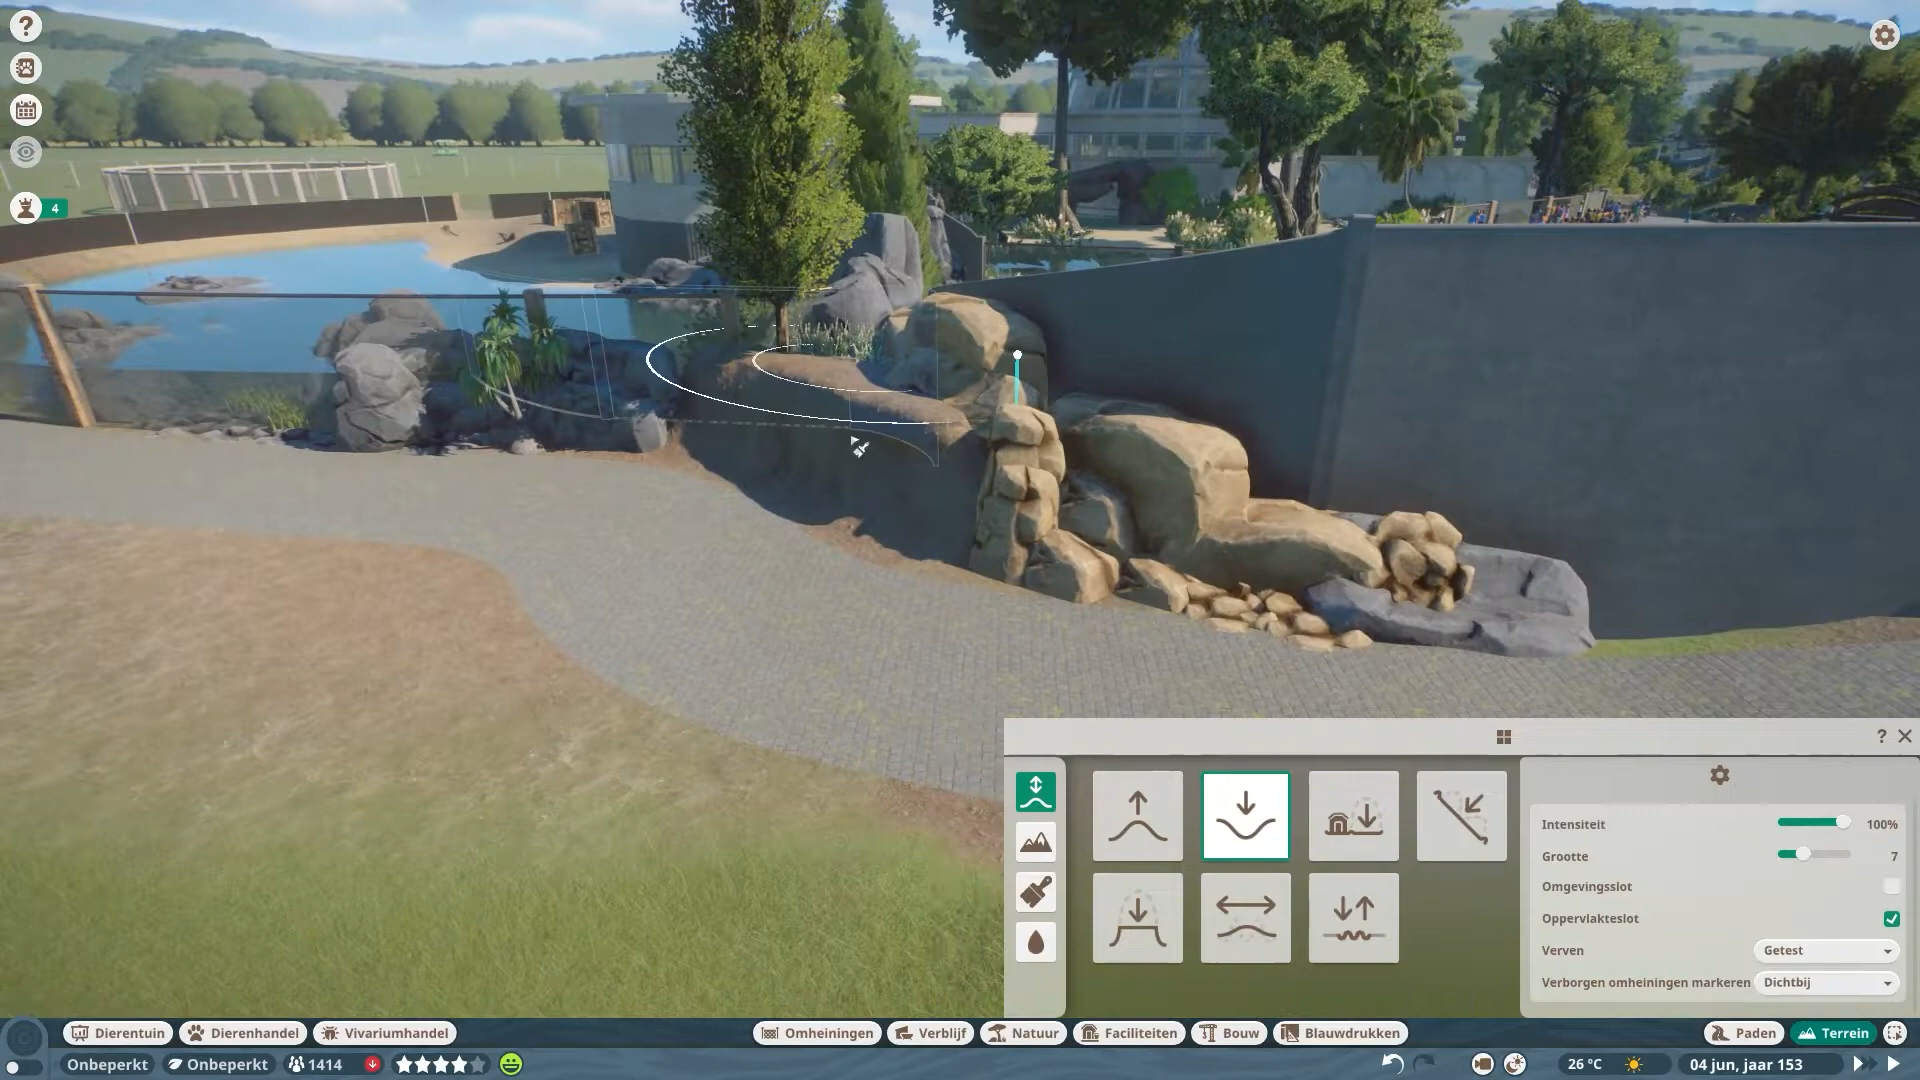 4
?
Intensiteit 100%
Grootte 7
Omgevingsslot
Oppervlakteslot
Verven Getest
Verborgen omheiningen markeren Dichtbij
Dierentuin Dierenhandel Vivariumhandel Omheiningen Verblijf Natuur Faciliteiten Bouw Blauwdrukken Paden Terrein
Onbeperkt Onbeperkt 1414 26 °C 04 jun, jaar 153